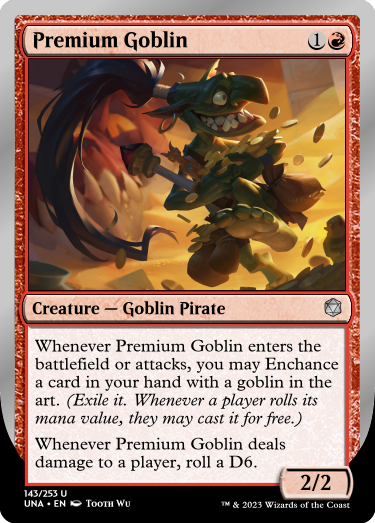 Premium Goblin 1
Creature — Goblin Pirate
Whenever Premium Goblin enters the
battlefield or attacks, you may Enchance
a card in your hand with a goblin in the
art. (Exile it. Whenever a player rolls its
mana value, they may cast it for free.)
Whenever Premium Goblin deals
damage to a player, roll a D6.
2/2
143/253 U
UNA • EN Tooth Wu
™ & 2023 Wizards of the Coast